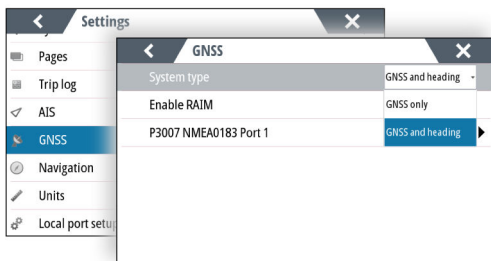 Settings
Pages
Trip log
AIS
GNSS
Navigation
Units
Local port setup
GNSS
System type
GNSS and heading
Enable RAIM
GNSS only
P3007 NMEA0183 Port 1
GNSS and heading